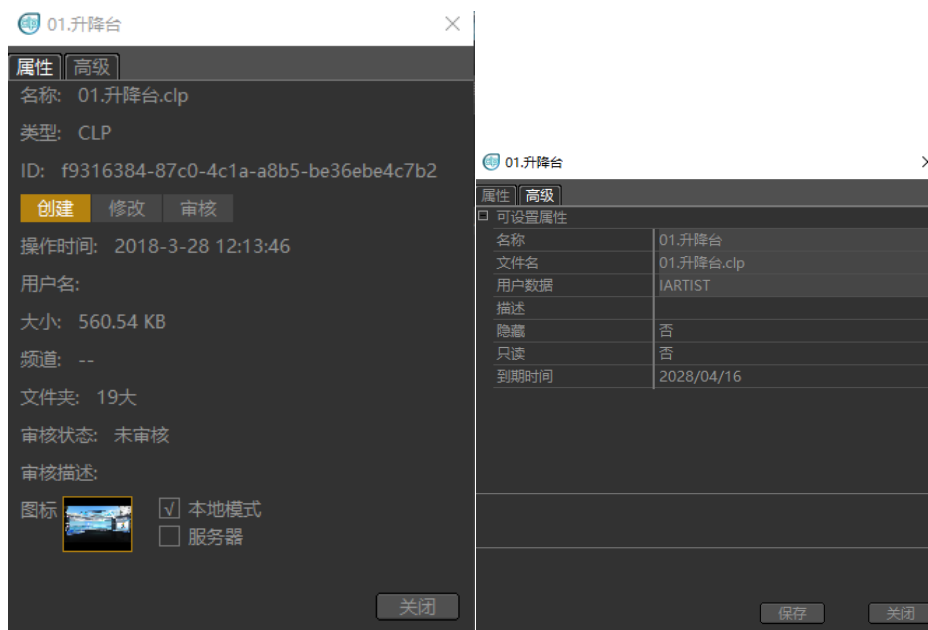 01.升降台
属性 高级
名称: 01.升降台.clp
类型: CLP
ID: f9316384-87c0-4c1a-a8b5-be36ebe4c7b2
创建 修改 审核
操作时间: 2018-3-28 12:13:46
用户名:
大小: 560.54 KB
频道: --
文件夹: 19大
审核状态: 未审核
审核描述:
图标 √ 本地模式
服务器
关闭
01.升降台
属性 高级
可设置属性
名称 01.升降台
文件名 01.升降台.clp
用户数据 IARTIST
描述
隐藏 否
只读 否
到期时间 2028/04/16
保存 关闭